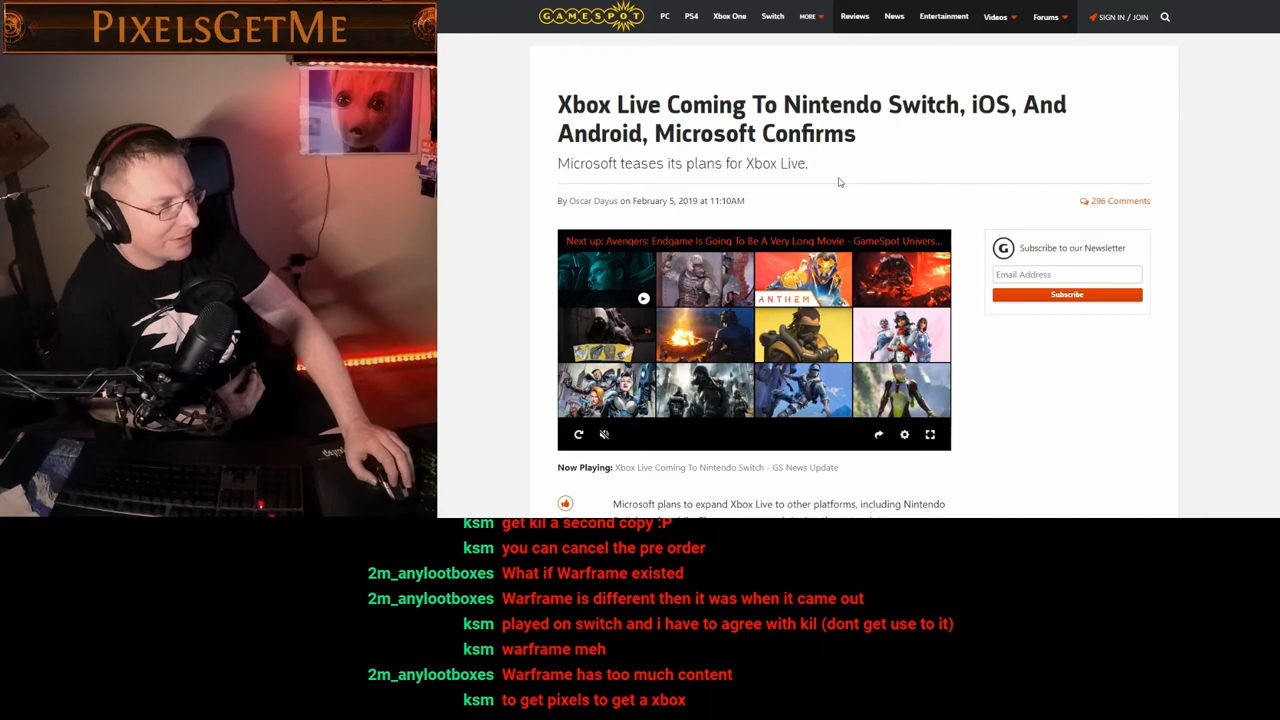 PIXELSGETME
GAMESPOT
PC PS4 Xbox One Switch MORE Reviews News Entertainment Videos Forums SIGN IN / JOIN
Xbox Live Coming To Nintendo Switch, iOS, And
Android, Microsoft Confirms
Microsoft teases its plans for Xbox Live.
By Oscar Dayus on February 5, 2019 at 11:10AM
296 Comments
Next up: Avengers: Endgame Is Going To Be A Very Long Movie - GameSpot Univers...
ANTHEM
G Subscribe to our Newsletter
Email Address
Subscribe
Now Playing: Xbox Live Coming To Nintendo Switch - GS News Update
Microsoft plans to expand Xbox Live to other platforms, including Nintendo
ksm get kil a second copy :P
ksm you can cancel the pre order
2m_anylootboxes What if Warframe existed
2m_anylootboxes Warframe is different then it was when it came out
ksm played on switch and i have to agree with kil (dont get use to it)
ksm warframe meh
2m_anylootboxes Warframe has too much content
ksm to get pixels to get a xbox